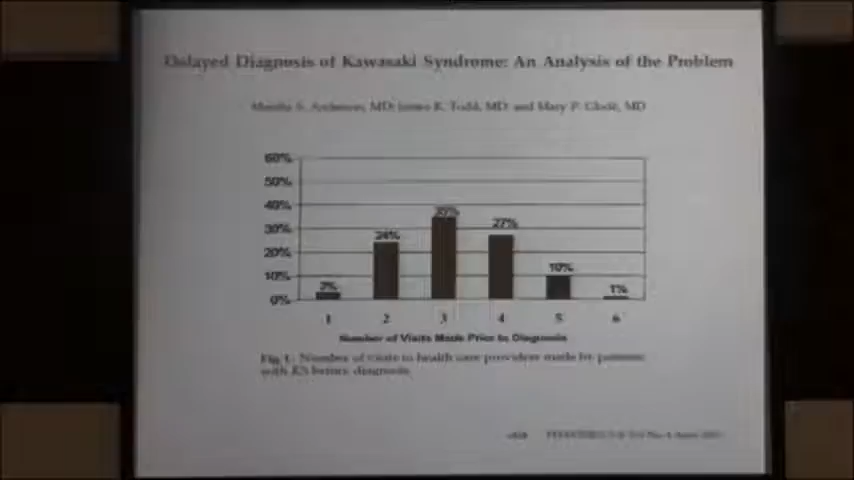 Delayed Diagnosis of Kawasaki Syndrome: An Analysis of the Problem
Marsha S. Anderson, MD; James K. Todd, MD; and Mary P. Glodé, MD
60%
50%
40%
30%
20%
10%
0%
24%
27%
10%
1%
1 2 3 4 5 6
Number of Visits Made Prior to Diagnosis
Fig 1. Number of visits to health care providers made by patients
with KS before diagnosis.
PEDIATRICS